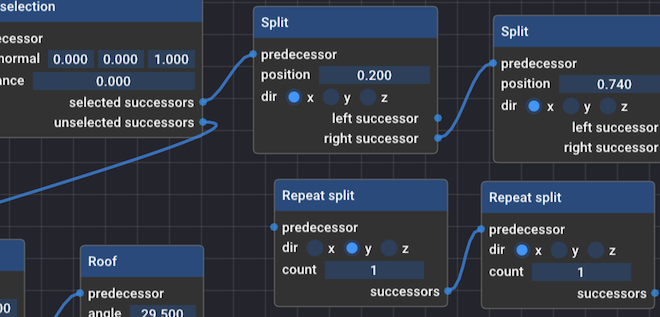 selection
ecessor
normal 0.000 0.000 1.000
ance 0.000
selected successors
unselected successors
Split
predecessor
position 0.200
dir x y z
left successor
right successor
Split
predecessor
position 0.740
dir x y z
left successor
right successor
Repeat split
predecessor
dir x y z
count 1
successors
Repeat split
predecessor
dir x y z
count 1
successors
00
Roof
predecessor
angle 29.500